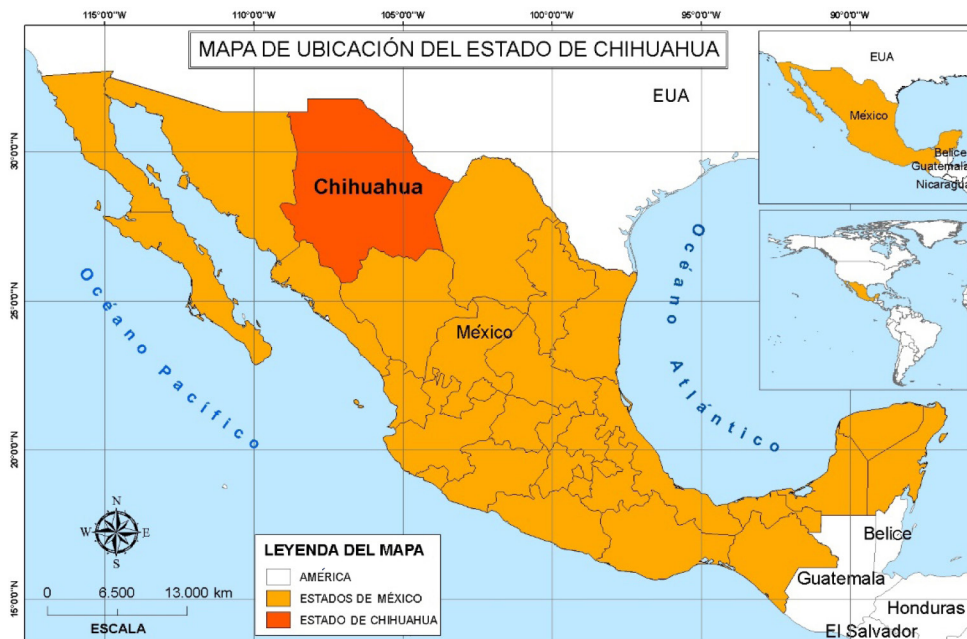 115°0'0"W 110°0'0"W 105°0'0"W 100°0'0"W 95°0'0"W 90°0'0"W
MAPA DE UBICACIÓN DEL ESTADO DE CHIHUAHUA
EUA
EUA
México
Belice
Guatemala
Nicaragua
30°0'0"N
Chihuahua
Océano Pacífico
Océano Atlántico
25°0'0"N
México
20°0'0"N
N
W E
S
LEYENDA DEL MAPA
AMÉRICA
ESTADOS DE MÉXICO
ESTADO DE CHIHUAHUA
0 6.500 13.000 km
ESCALA
15°0'0"N
Belice
Guatemala
Honduras
El Salvador